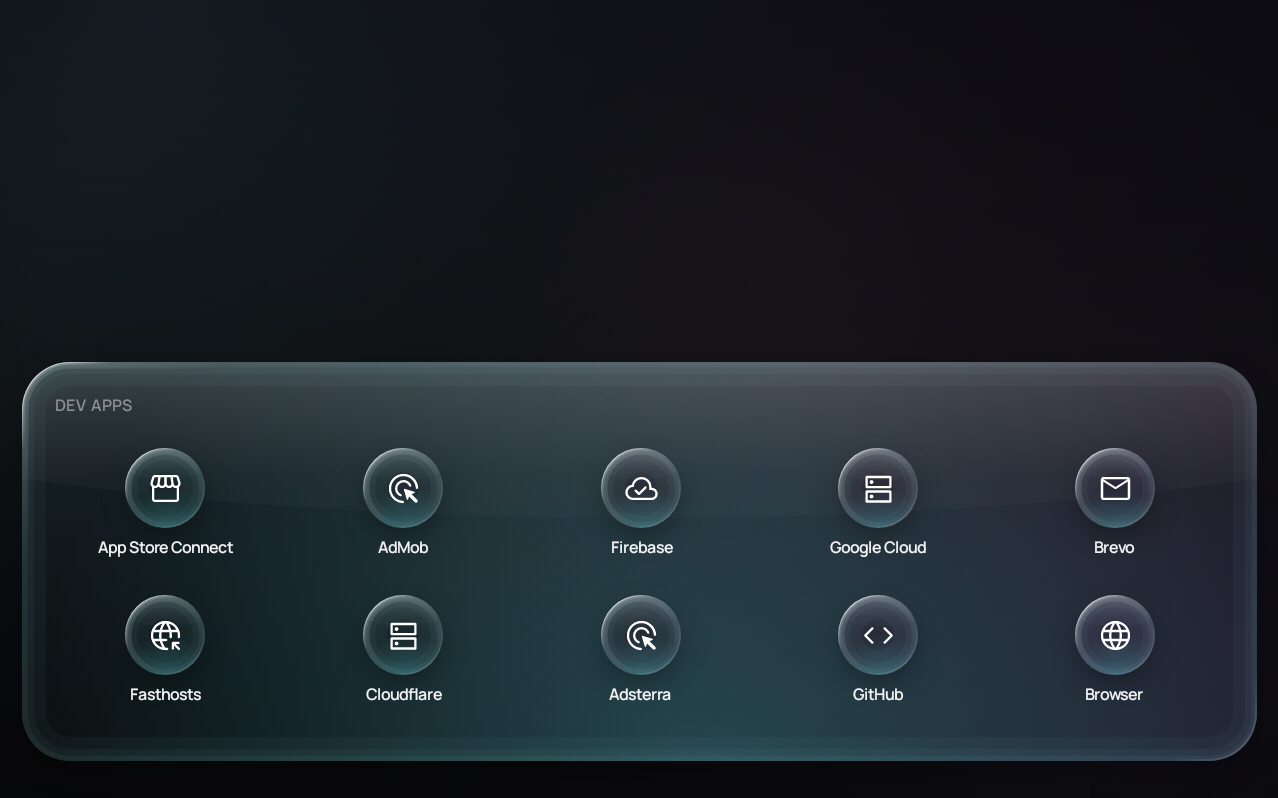 DEV APPS
App Store Connect
AdMob
Firebase
Google Cloud
Brevo
Fasthosts
Cloudflare
Adsterra
GitHub
Browser